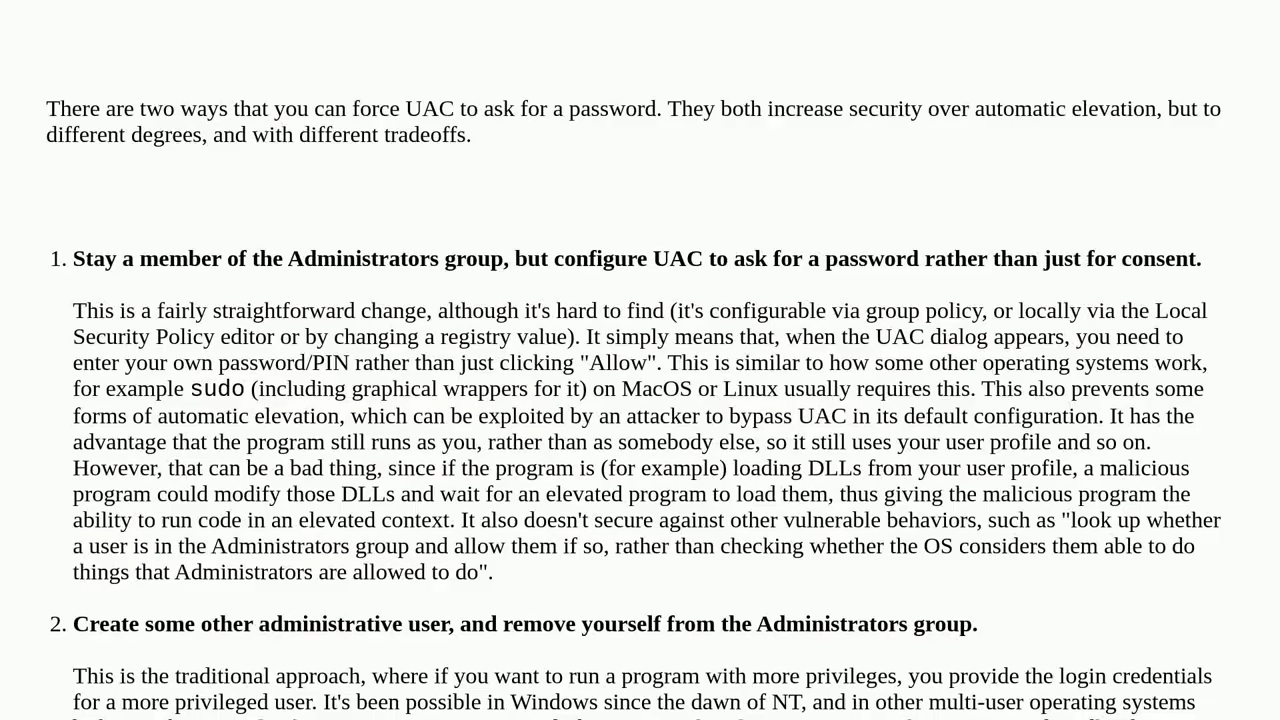 There are two ways that you can force UAC to ask for a password. They both increase security over automatic elevation, but to
different degrees, and with different tradeoffs.
1. Stay a member of the Administrators group, but configure UAC to ask for a password rather than just for consent.
This is a fairly straightforward change, although it's hard to find (it's configurable via group policy, or locally via the Local
Security Policy editor or by changing a registry value). It simply means that, when the UAC dialog appears, you need to
enter your own password/PIN rather than just clicking "Allow". This is similar to how some other operating systems work,
for example sudo (including graphical wrappers for it) on MacOS or Linux usually requires this. This also prevents some
forms of automatic elevation, which can be exploited by an attacker to bypass UAC in its default configuration. It has the
advantage that the program still runs as you, rather than as somebody else, so it still uses your user profile and so on.
However, that can be a bad thing, since if the program is (for example) loading DLLs from your user profile, a malicious
program could modify those DLLs and wait for an elevated program to load them, thus giving the malicious program the
ability to run code in an elevated context. It also doesn't secure against other vulnerable behaviors, such as "look up whether
a user is in the Administrators group and allow them if so, rather than checking whether the OS considers them able to do
things that Administrators are allowed to do".
2. Create some other administrative user, and remove yourself from the Administrators group.
This is the traditional approach, where if you want to run a program with more privileges, you provide the login credentials
for a more privileged user. It's been possible in Windows since the dawn of NT, and in other multi-user operating systems